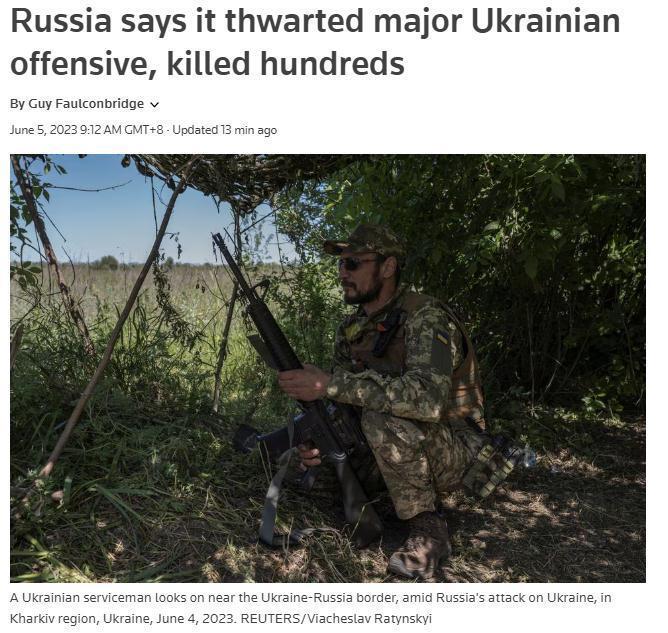 Russia says it thwarted major Ukrainian
offensive, killed hundreds
By Guy Faulconbridge
June 5, 2023 9:12 AM GMT+8 · Updated 13 min ago
A Ukrainian serviceman looks on near the Ukraine-Russia border, amid Russia's attack on Ukraine, in
Kharkiv region, Ukraine, June 4, 2023. REUTERS/Viacheslav Ratynskyi